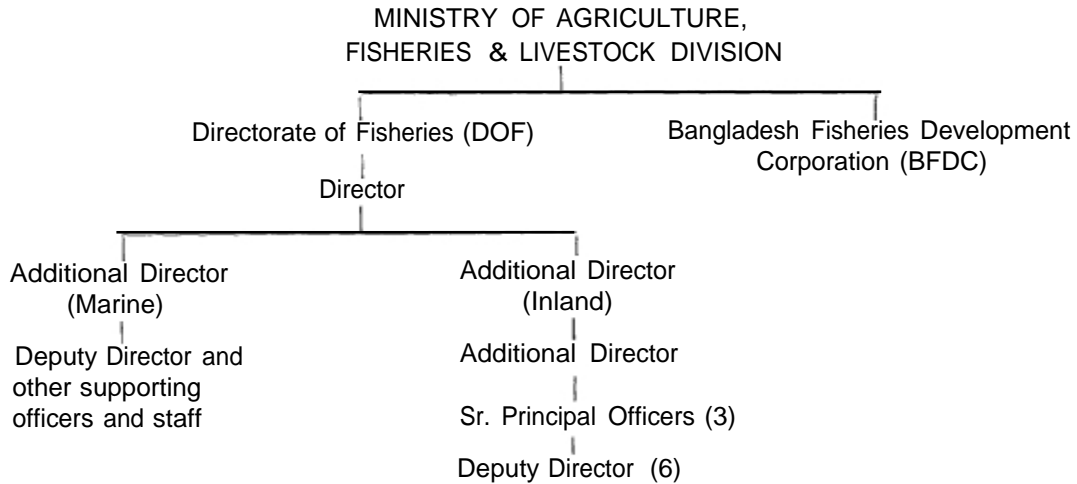 MINISTRY OF AGRICULTURE,
FISHERIES & LIVESTOCK DIVISION
Directorate of Fisheries (DOF)
Bangladesh Fisheries Development
Corporation (BFDC)
Director
Additional Director
(Marine)
Additional Director
(Inland)
Deputy Director and
other supporting
officers and staff
Additional Director
Sr. Principal Officers (3)
Deputy Director (6)